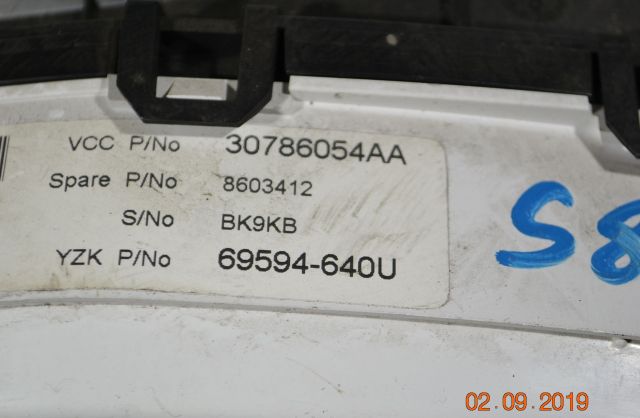 VCC P/No 30786054AA
Spare P/No 8603412
S/No BK9KB
YZK P/No 69594-640U
S8
02.09.2019